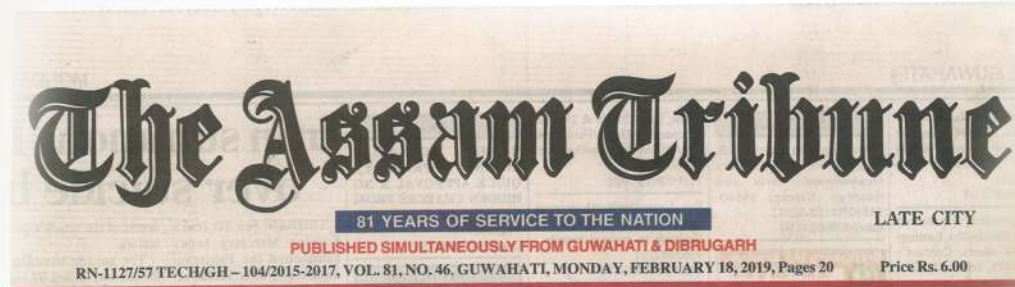 The Assam Tribune
81 YEARS OF SERVICE TO THE NATION
LATE CITY
PUBLISHED SIMULTANEOUSLY FROM GUWAHATI & DIBRUGARH
RN-1127/57 TECH/GH – 104/2015-2017, VOL. 81, NO. 46, GUWAHATI, MONDAY, FEBRUARY 18, 2019, Pages 20 Price Rs. 6.00